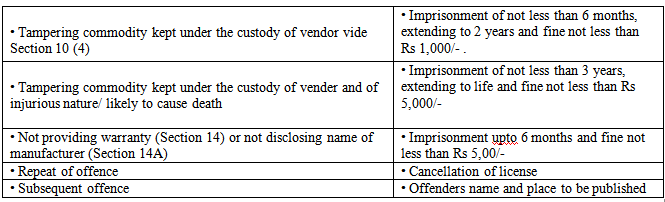 • Tampering commodity kept under the custody of vendor vide
Section 10 (4)
• Imprisonment of not less than 6 months,
extending to 2 years and fine not less than
Rs 1,000/- .
• Tampering commodity kept under the custody of vendor and of
injurious nature/ likely to cause death
• Imprisonment of not less than 3 years,
extending to life and fine not less than Rs
5,000/-
• Not providing warranty (Section 14) or not disclosing name of
manufacturer (Section 14A)
• Imprisonment upto 6 months and fine not
less than Rs 5,00/-
• Repeat of offence
• Cancellation of license
• Subsequent offence
• Offenders name and place to be published